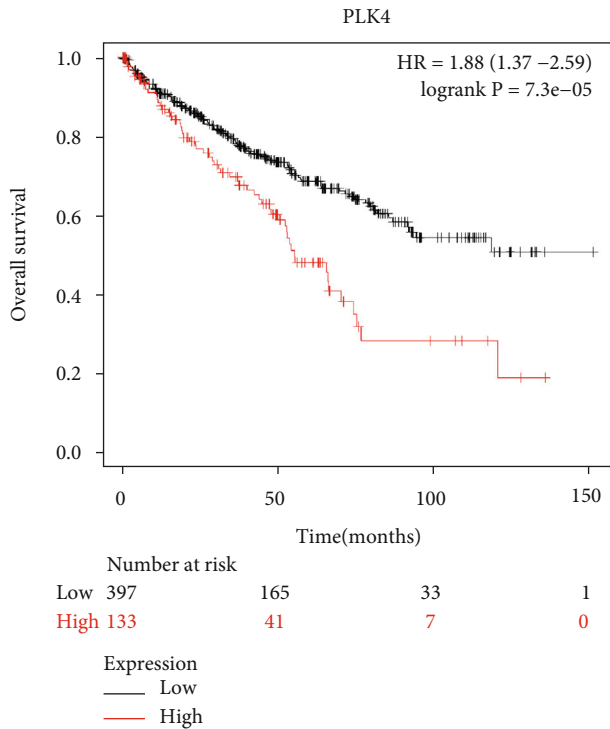 PLK4
HR = 1.88 (1.37 −2.59)
logrank P = 7.3e−05
Overall survival
1.0
0.8
0.6
0.4
0.2
0.0
0 50 100 150
Time(months)
Number at risk
Low 397 165 33 1
High 133 41 7 0
Expression
Low
High